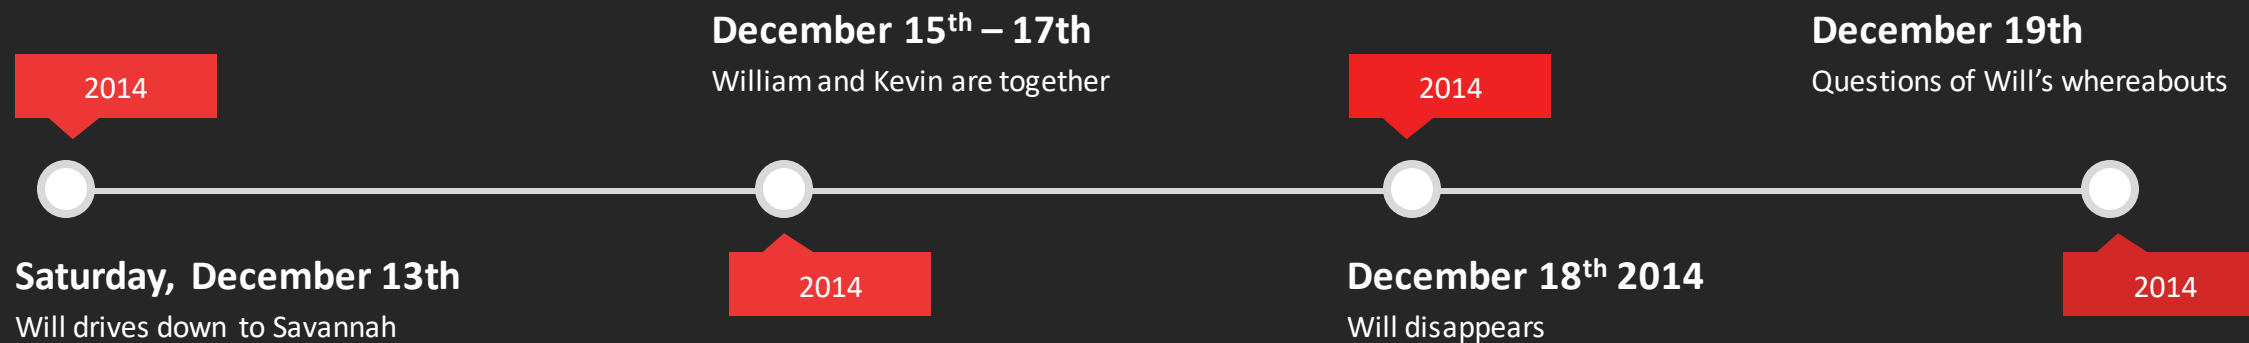 2014
Saturday, December 13th
Will drives down to Savannah
December 15th – 17th
William and Kevin are together
2014
2014
December 18th 2014
Will disappears
December 19th
Questions of Will’s whereabouts
2014